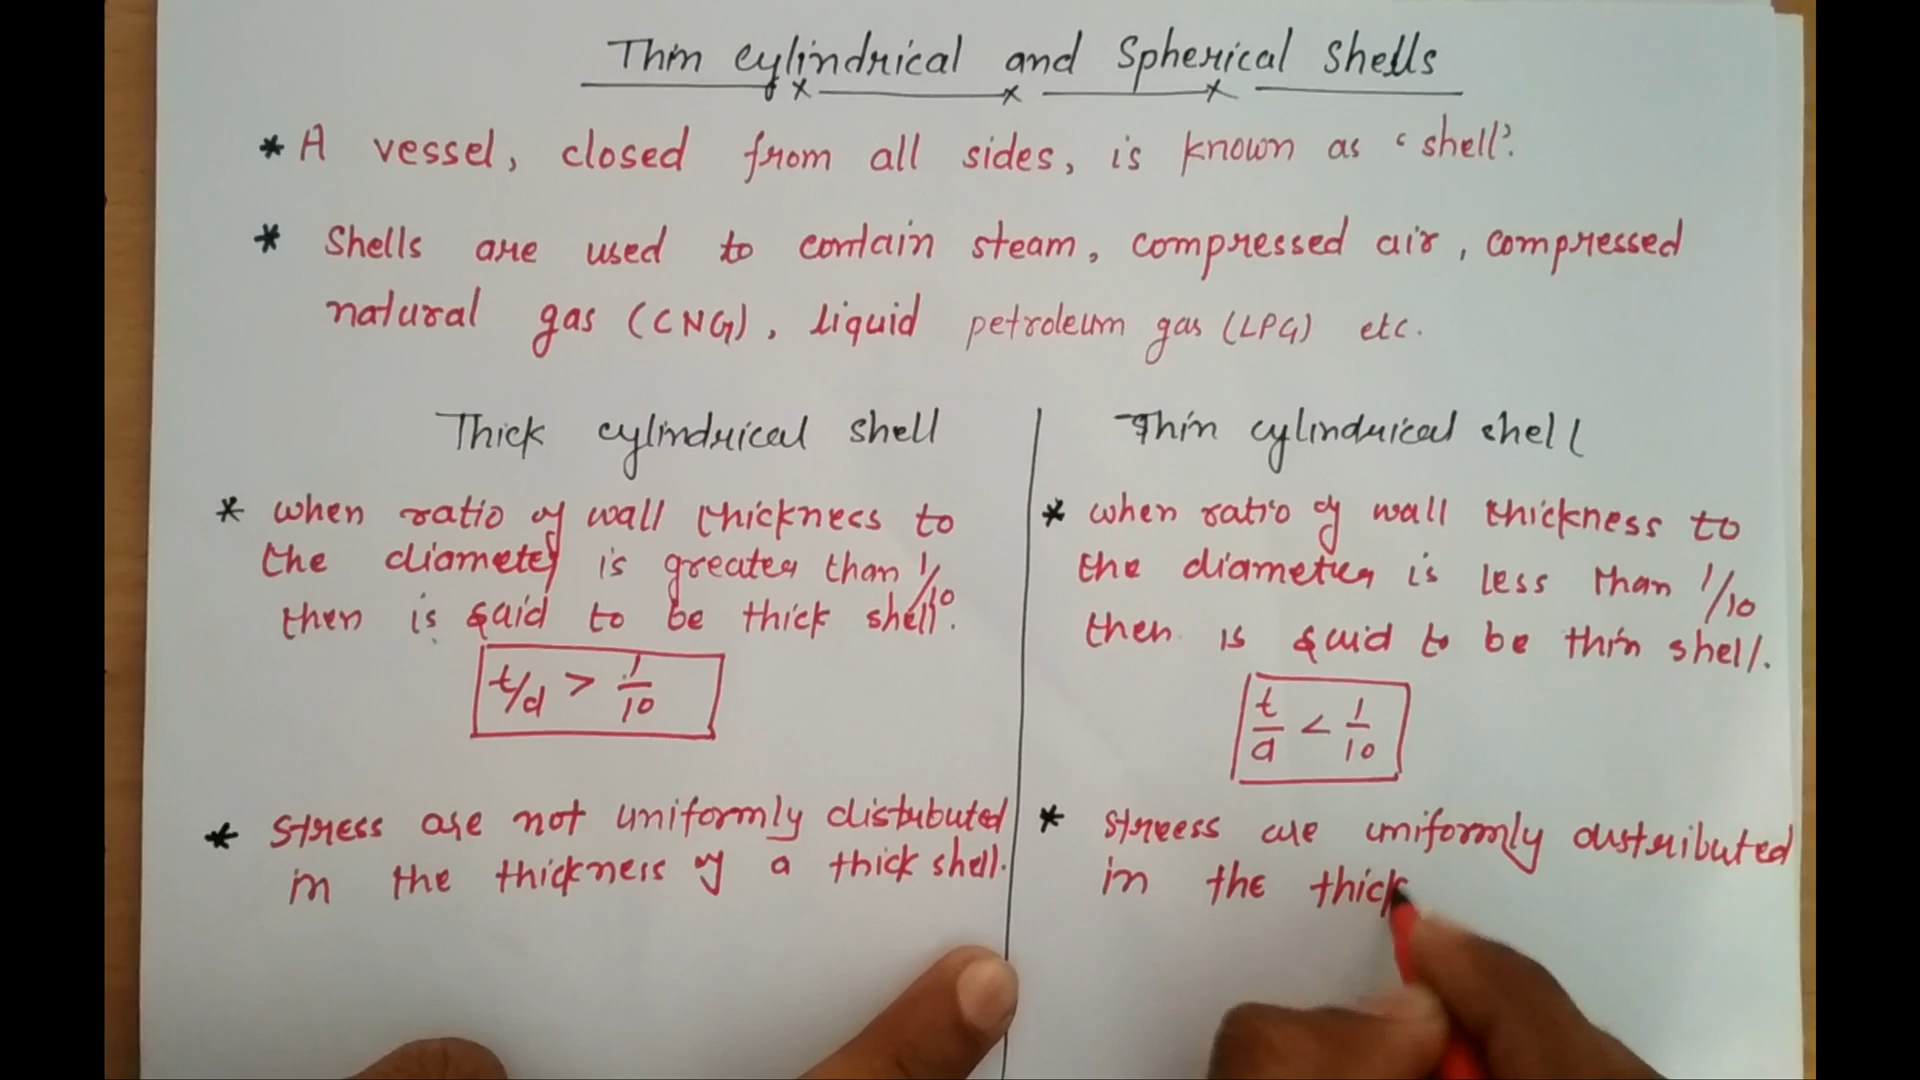 Thin cylindrical and Spherical Shells
* A vessel, closed from all sides, is known as ‘shell’.
* Shells are used to contain steam, compressed air, compressed
natural gas (CNG), liquid petroleum gas (LPG) etc.
Thick cylindrical shell
* when ratio of wall thickness to
the diameter is greater than 1/10
then is said to be thick shell.
t/d > 1/10
* Stress are not uniformly distributed
in the thickness of a thick shell.
Thin cylindrical shell
* when ratio of wall thickness to
the diameter is less than 1/10
then is said to be thin shell.
t/d < 1/10
* stress are uniformly distributed
in the thick